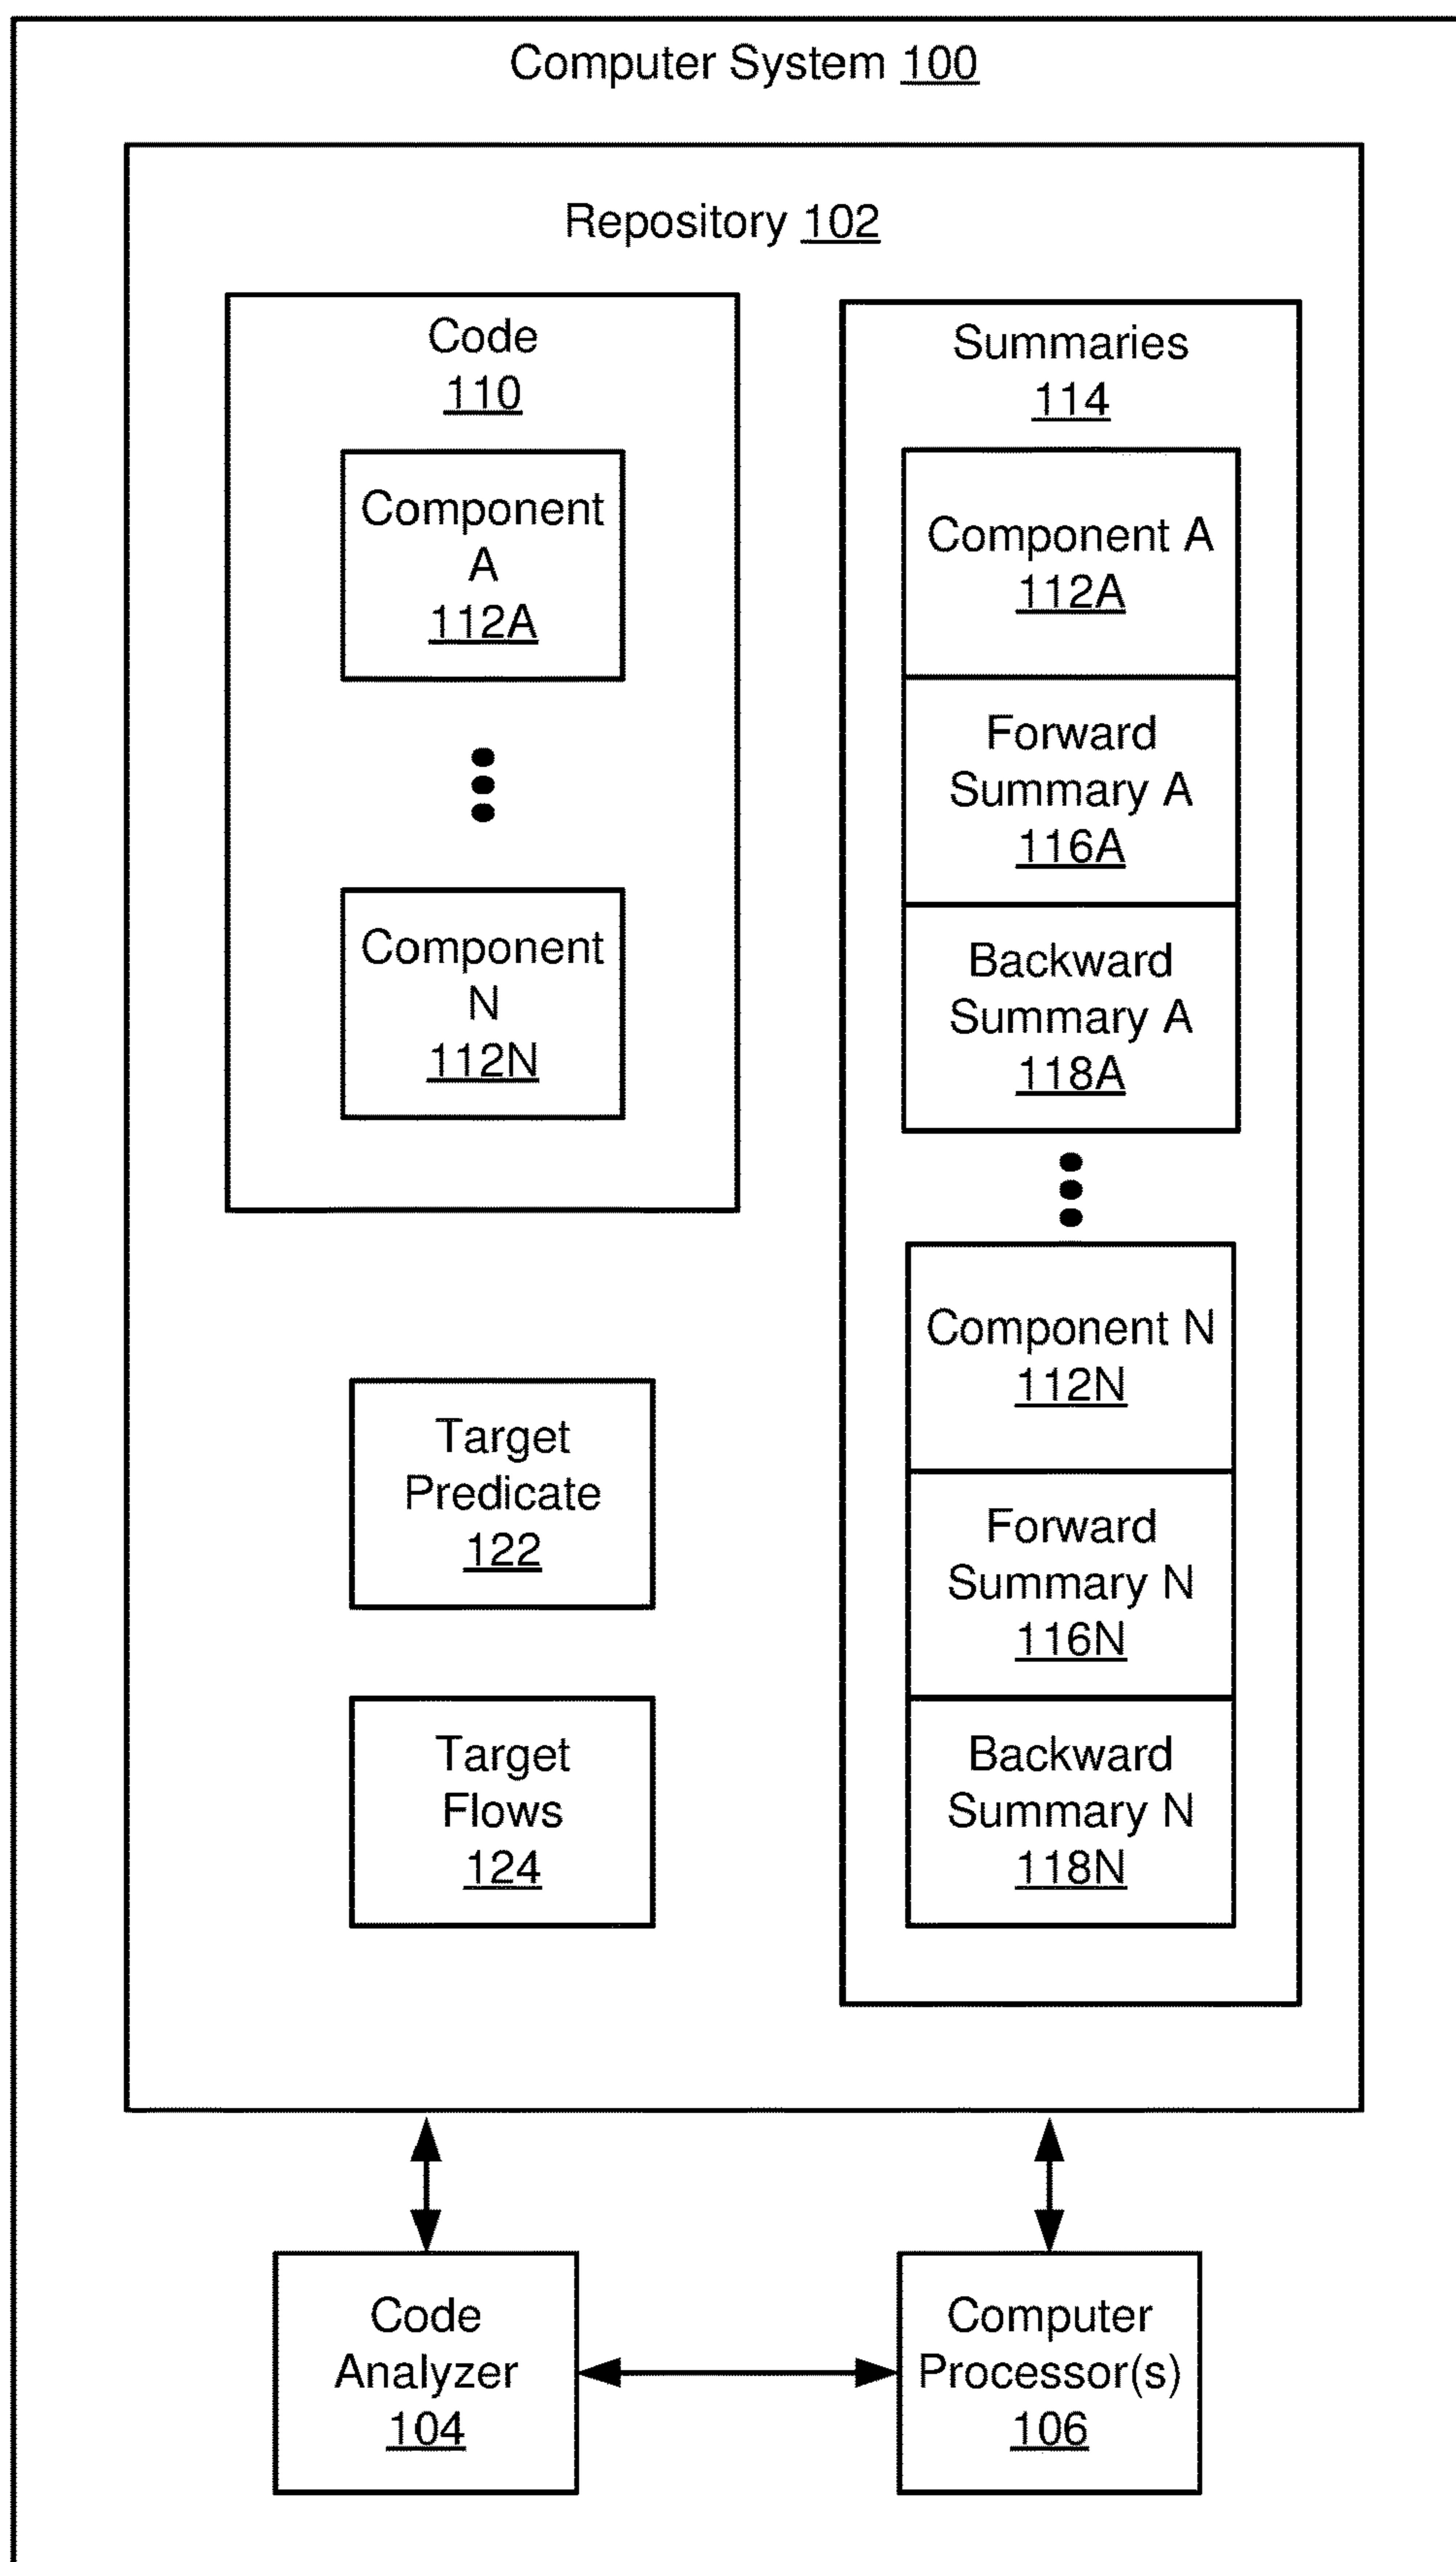 Computer System 100
Repository 102
Code
110
Component
A
112A
Component
N
112N
Target
Predicate
122
Target
Flows
124
Summaries
114
Component A
112A
Forward
Summary A
116A
Backward
Summary A
118A
Component N
112N
Forward
Summary N
116N
Backward
Summary N
118N
Code
Analyzer
104
Computer
Processor(s)
106